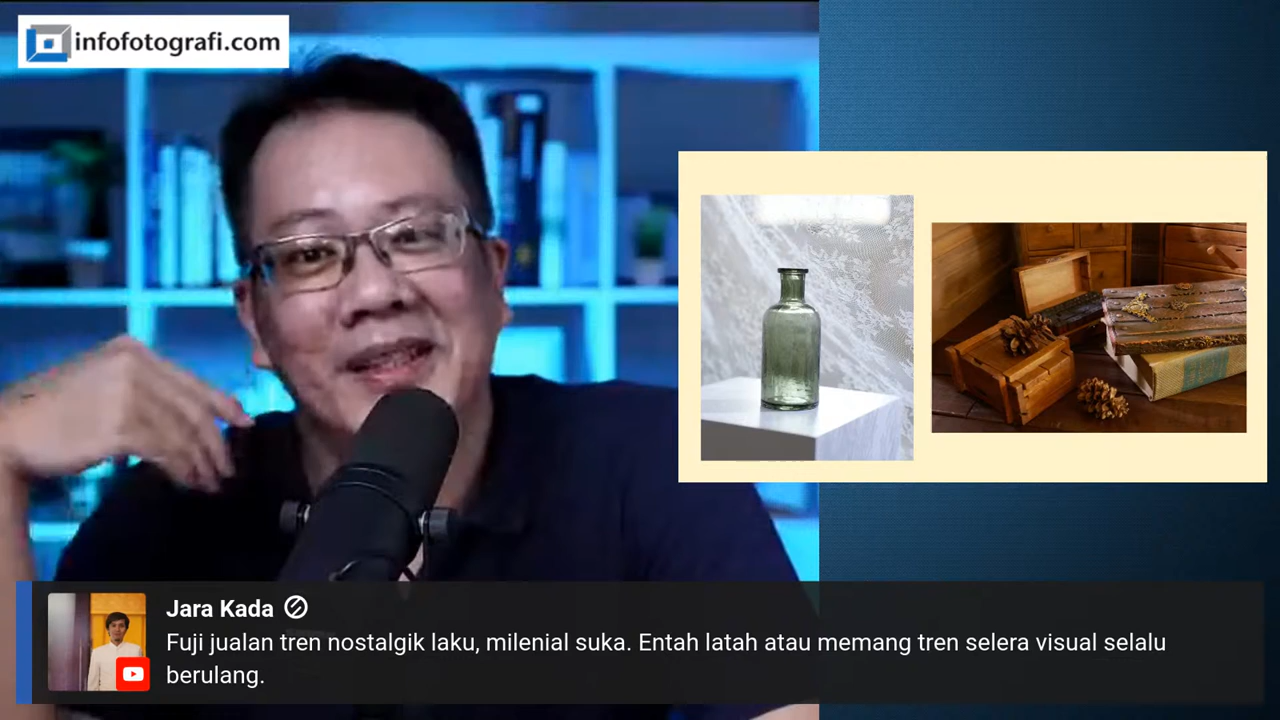 infofotografi.com
Jara Kada
Fuji jualan tren nostalgik laku, milenial suka. Entah latah atau memang tren selera visual selalu
berulang.